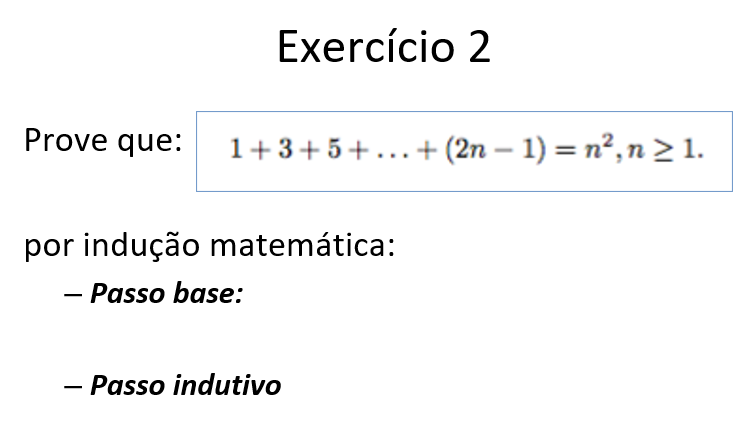 Exercício 2
Prove que: 1 + 3 + 5 + … + (2n − 1) = n², n ≥ 1.
por indução matemática:
– Passo base:
– Passo indutivo